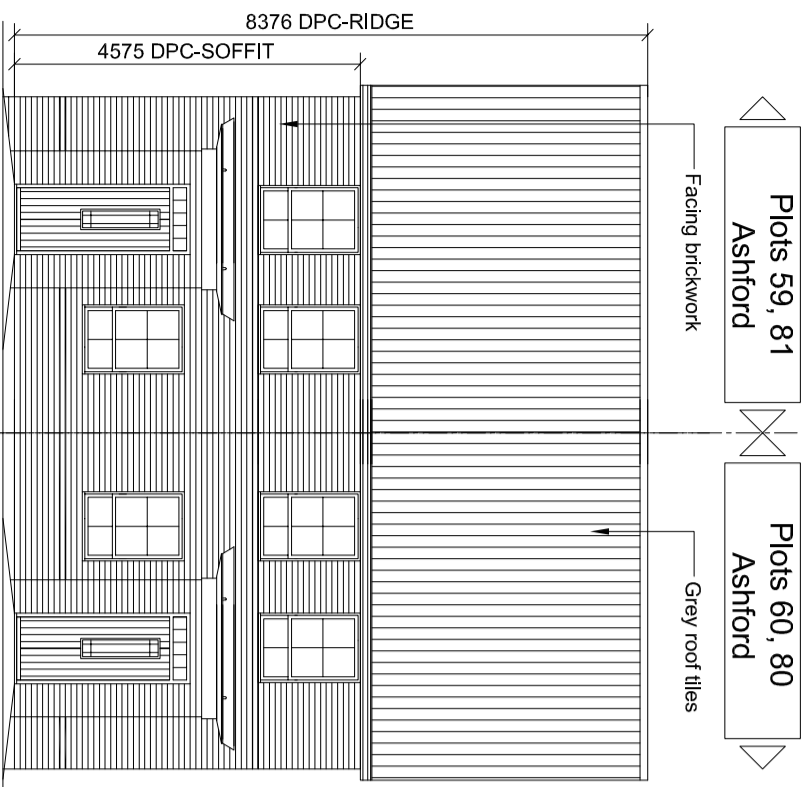 8376 DPC-RIDGE
4575 DPC-SOFFIT
Plots 59, 81
Ashford
Facing brickwork
Plots 60, 80
Ashford
Grey roof tiles